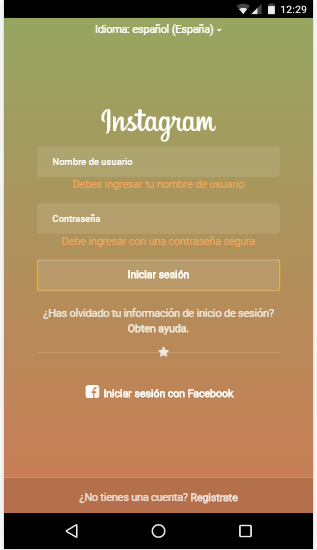 12:29
Idioma: español (España)
Instagram
Nombre de usuario
Debes ingresar tu nombre de usuario
Contraseña
Debe ingresar con una contraseña segura
Iniciar sesión
¿Has olvidado tu información de inicio de sesión?
Obten ayuda.
Iniciar sesión con Facebook
¿No tienes una cuenta? Registrate